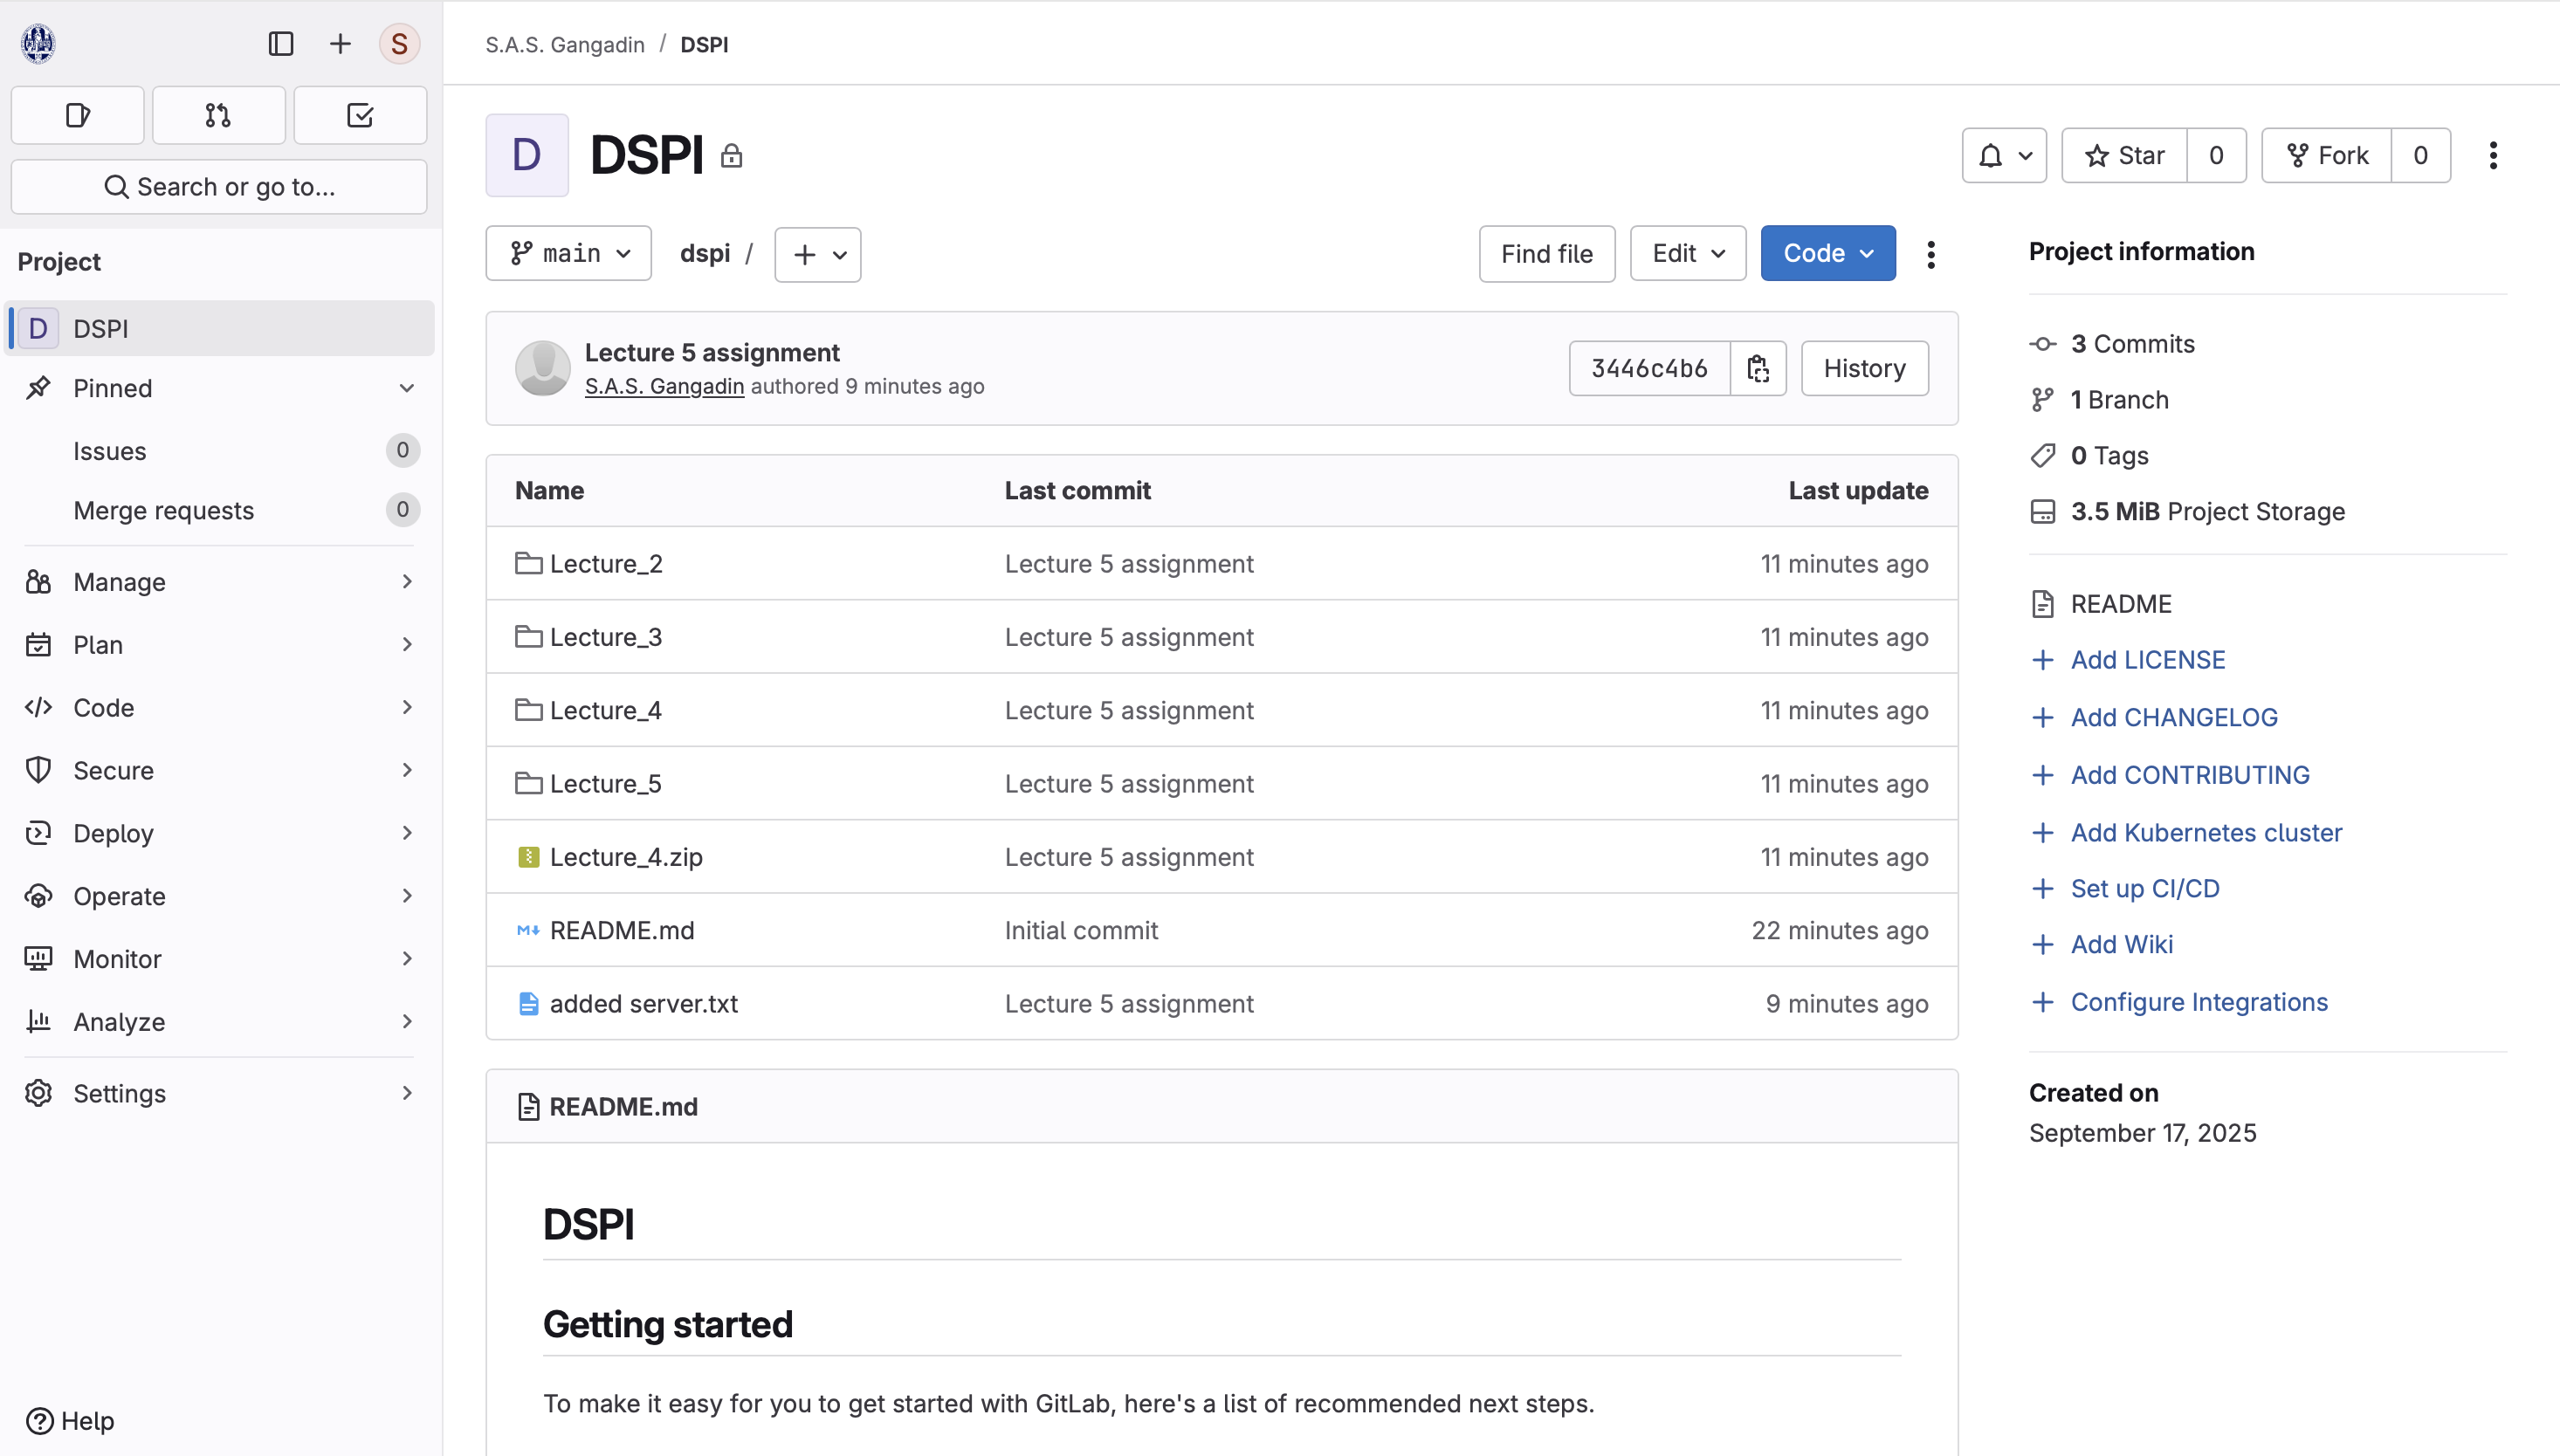 S
Search or go to...
Project
D DSPI
Pinned
Issues 0
Merge requests 0
Manage
Plan
Code
Secure
Deploy
Operate
Monitor
Analyze
Settings
Help
S.A.S. Gangadin / DSPI
D DSPI
Star 0 Fork 0
main dspi / + Find file Edit Code
Lecture 5 assignment
S.A.S. Gangadin authored 9 minutes ago
3446c4b6 History
Name Last commit Last update
Lecture_2 Lecture 5 assignment 11 minutes ago
Lecture_3 Lecture 5 assignment 11 minutes ago
Lecture_4 Lecture 5 assignment 11 minutes ago
Lecture_5 Lecture 5 assignment 11 minutes ago
Lecture_4.zip Lecture 5 assignment 11 minutes ago
README.md Initial commit 22 minutes ago
added server.txt Lecture 5 assignment 9 minutes ago
README.md
DSPI
Getting started
To make it easy for you to get started with GitLab, here's a list of recommended next steps.
Project information
3 Commits
1 Branch
0 Tags
3.5 MiB Project Storage
README
+ Add LICENSE
+ Add CHANGELOG
+ Add CONTRIBUTING
+ Add Kubernetes cluster
+ Set up CI/CD
+ Add Wiki
+ Configure Integrations
Created on
September 17, 2025